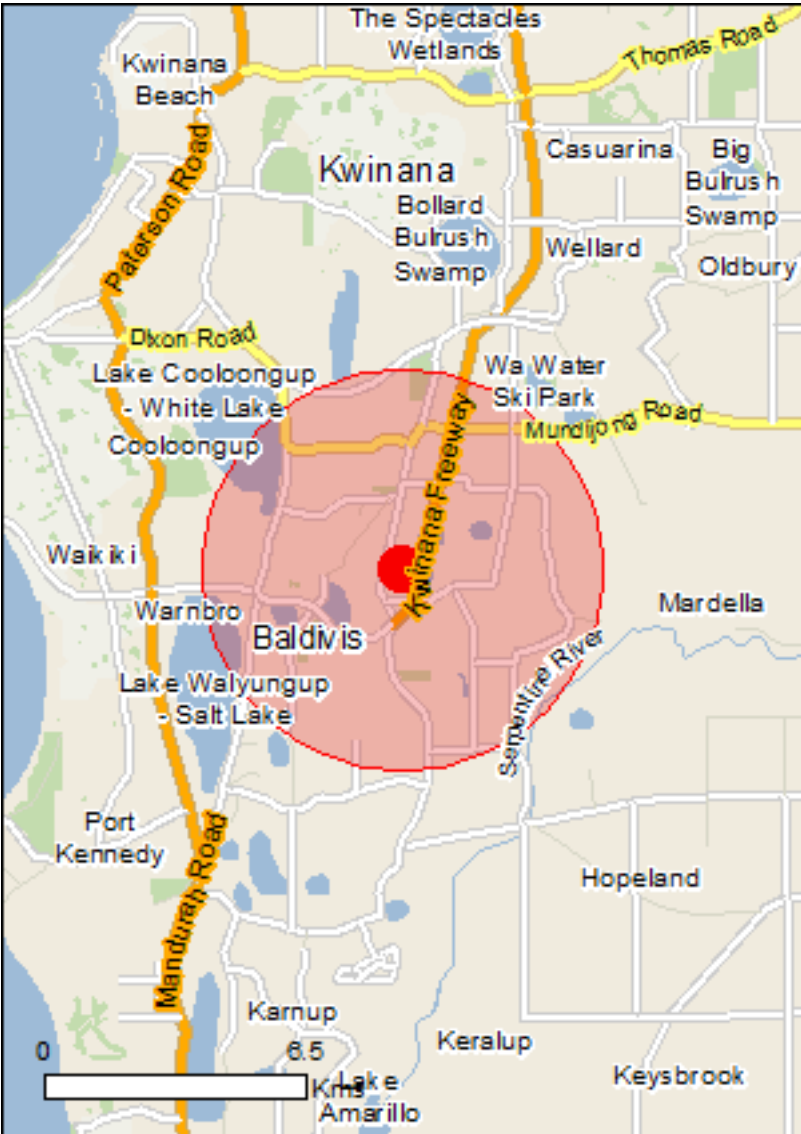 The Spectacles
Wetlands
Thomas Road
Kwinana
Beach
Casuarina
Big
Bulrush
Swamp
Kwinana
Paterson Road
Bollard
Bulrush
Swamp
Wellard
Oldbury
Dixon Road
Lake Cooloongup
- White Lake
Cooloongup
Wa Water
Ski Park
Mundijong Road
Kwinana Freeway
Waikiki
Warnbro
Baldivis
Mardella
Serpentine River
Lake Walyungup
- Salt Lake
Port
Kennedy
Mandurah Road
Hopeland
Karnup
Keralup
Keysbrook
0
6.5
Kms
Lake
Amarillo